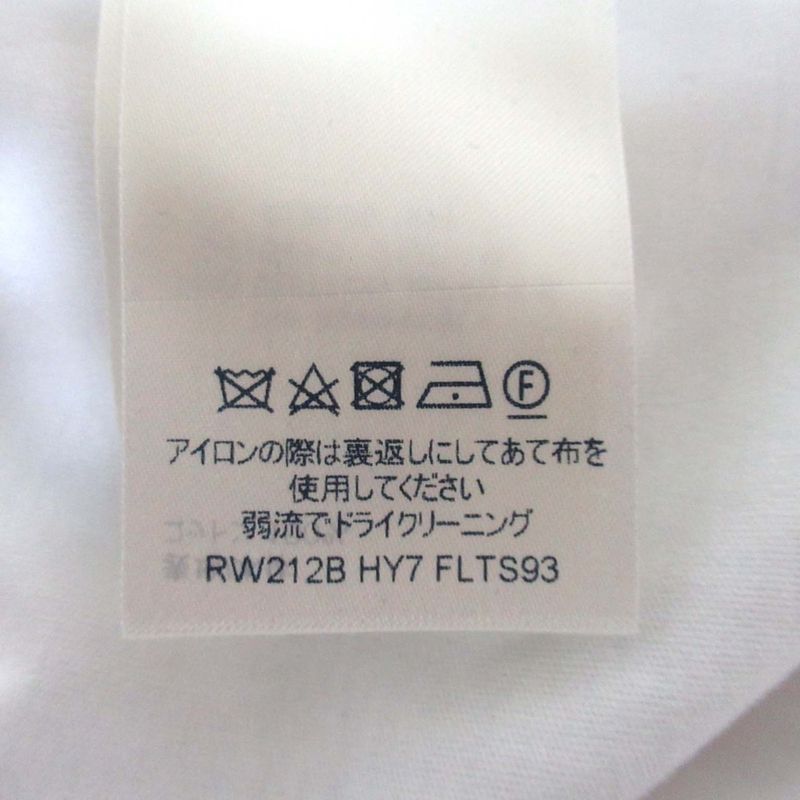 F
アイロンの際は裏返しにしてあて布を
使用してください
弱流でドライクリーニング
RW212B HY7 FLTS93